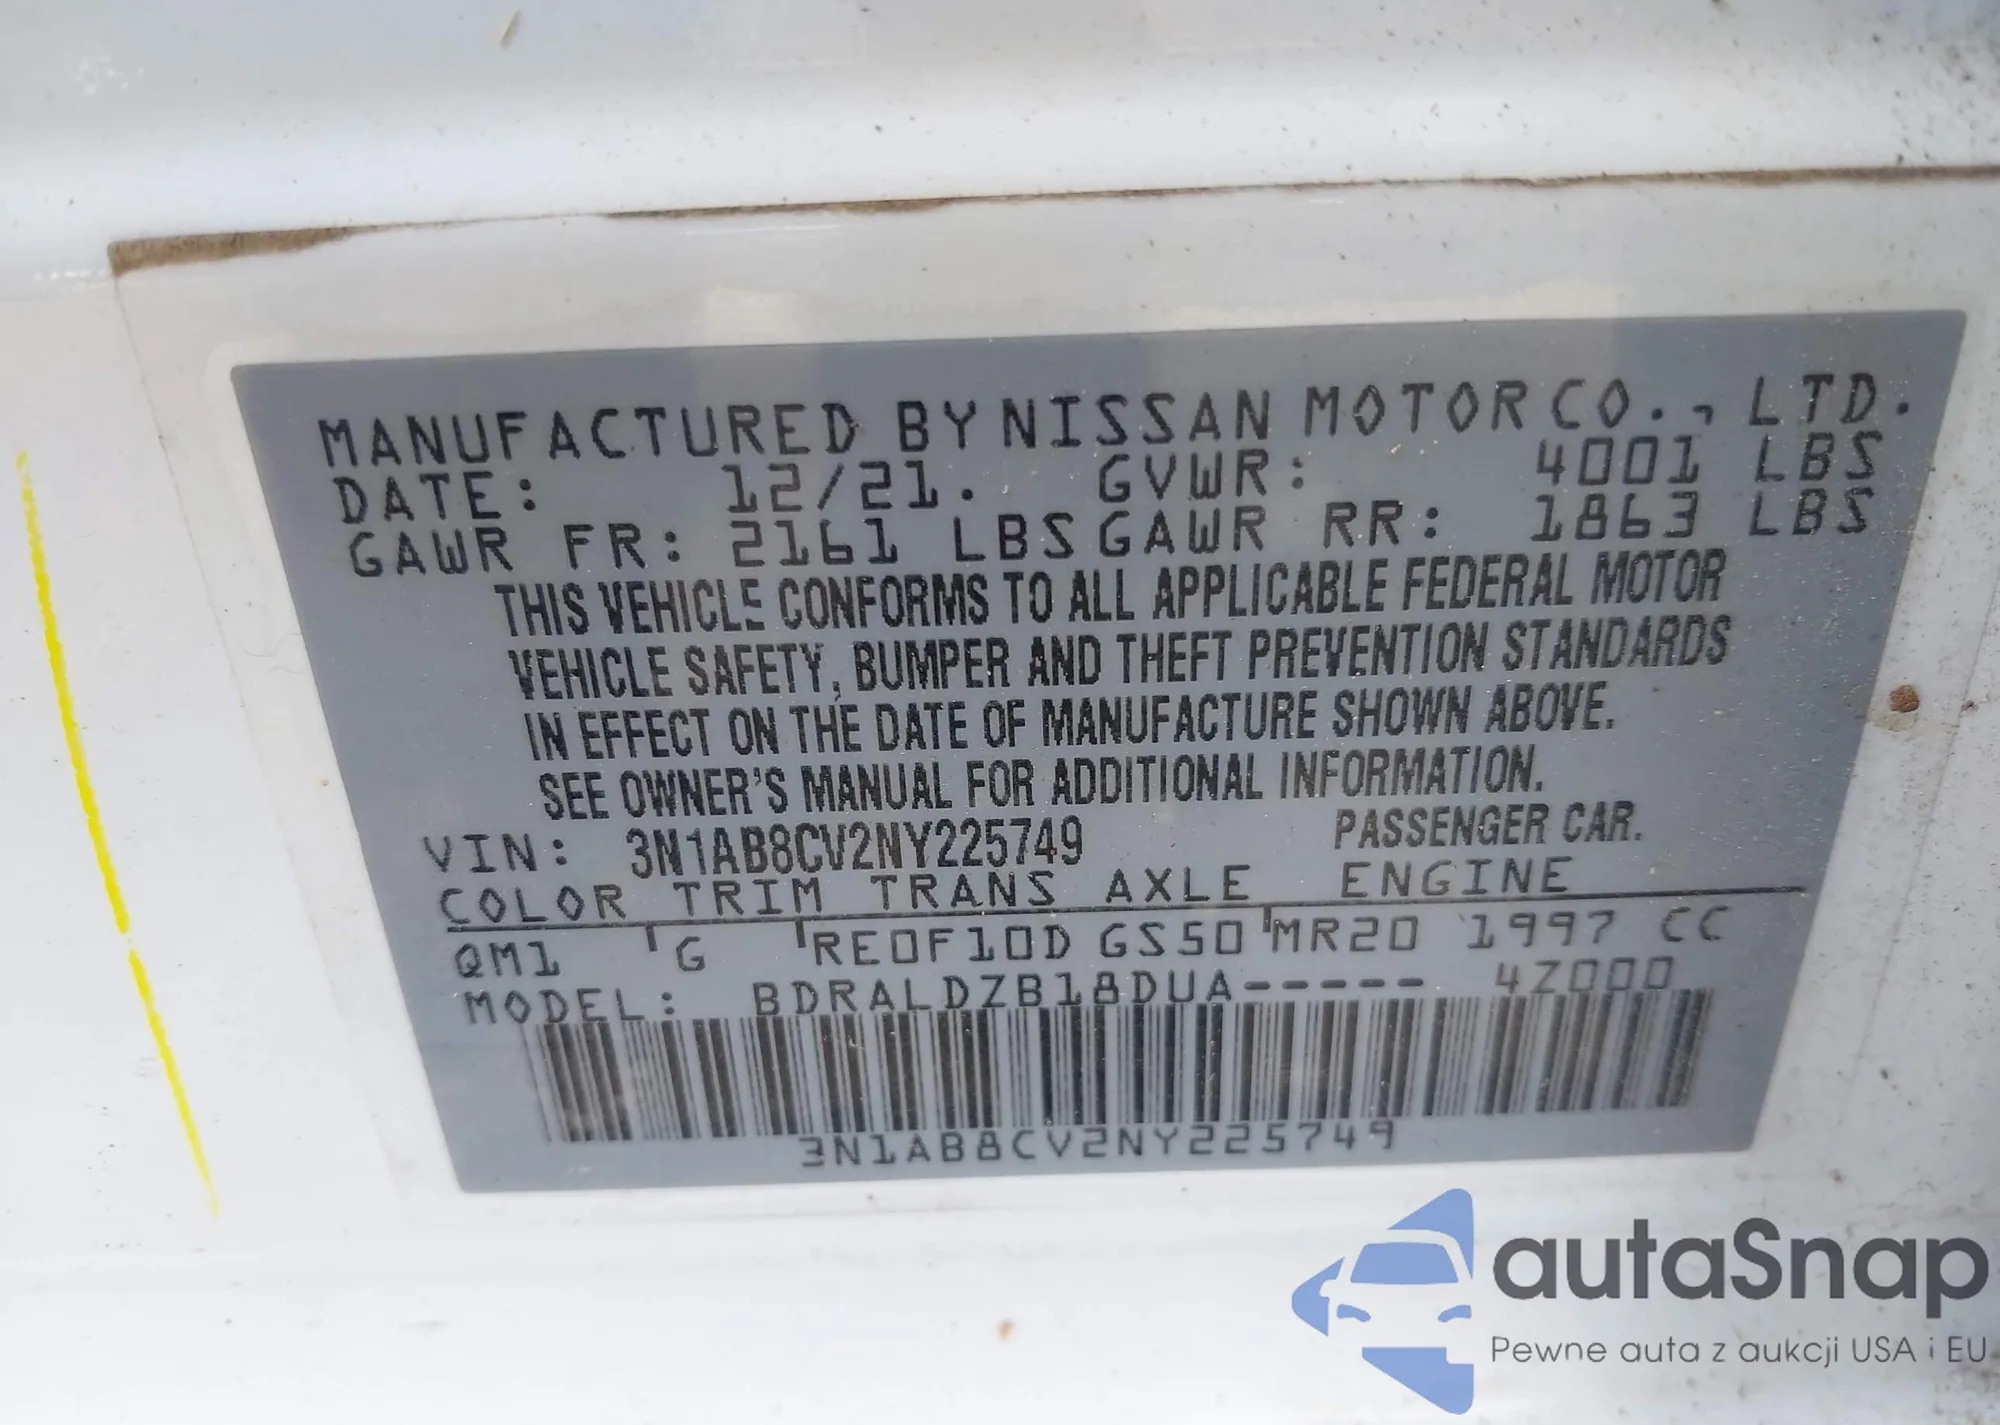 MANUFACTURED BY NISSAN MOTOR CO., LTD.
DATE: 12/21. GVWR: 4001 LBS
GAWR FR: 2161 LBS GAWR RR: 1863 LBS
THIS VEHICLE CONFORMS TO ALL APPLICABLE FEDERAL MOTOR
VEHICLE SAFETY, BUMPER AND THEFT PREVENTION STANDARDS
IN EFFECT ON THE DATE OF MANUFACTURE SHOWN ABOVE.
SEE OWNER'S MANUAL FOR ADDITIONAL INFORMATION.
VIN: 3N1AB8CV2NY225749 PASSENGER CAR.
COLOR TRIM TRANS AXLE ENGINE
QM1 G RE0F10D GS50 MR20 1997 CC
MODEL: BDRALDZB18DUA----- 4Z000
3N1AB8CV2NY225749
autaSnap
Pewne auta z aukcji USA i EU